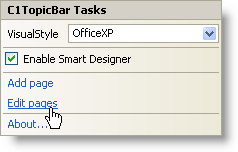 C1TopicBar Tasks
VisualStyle OfficeXP
Enable Smart Designer
Add page
Edit pages
About...